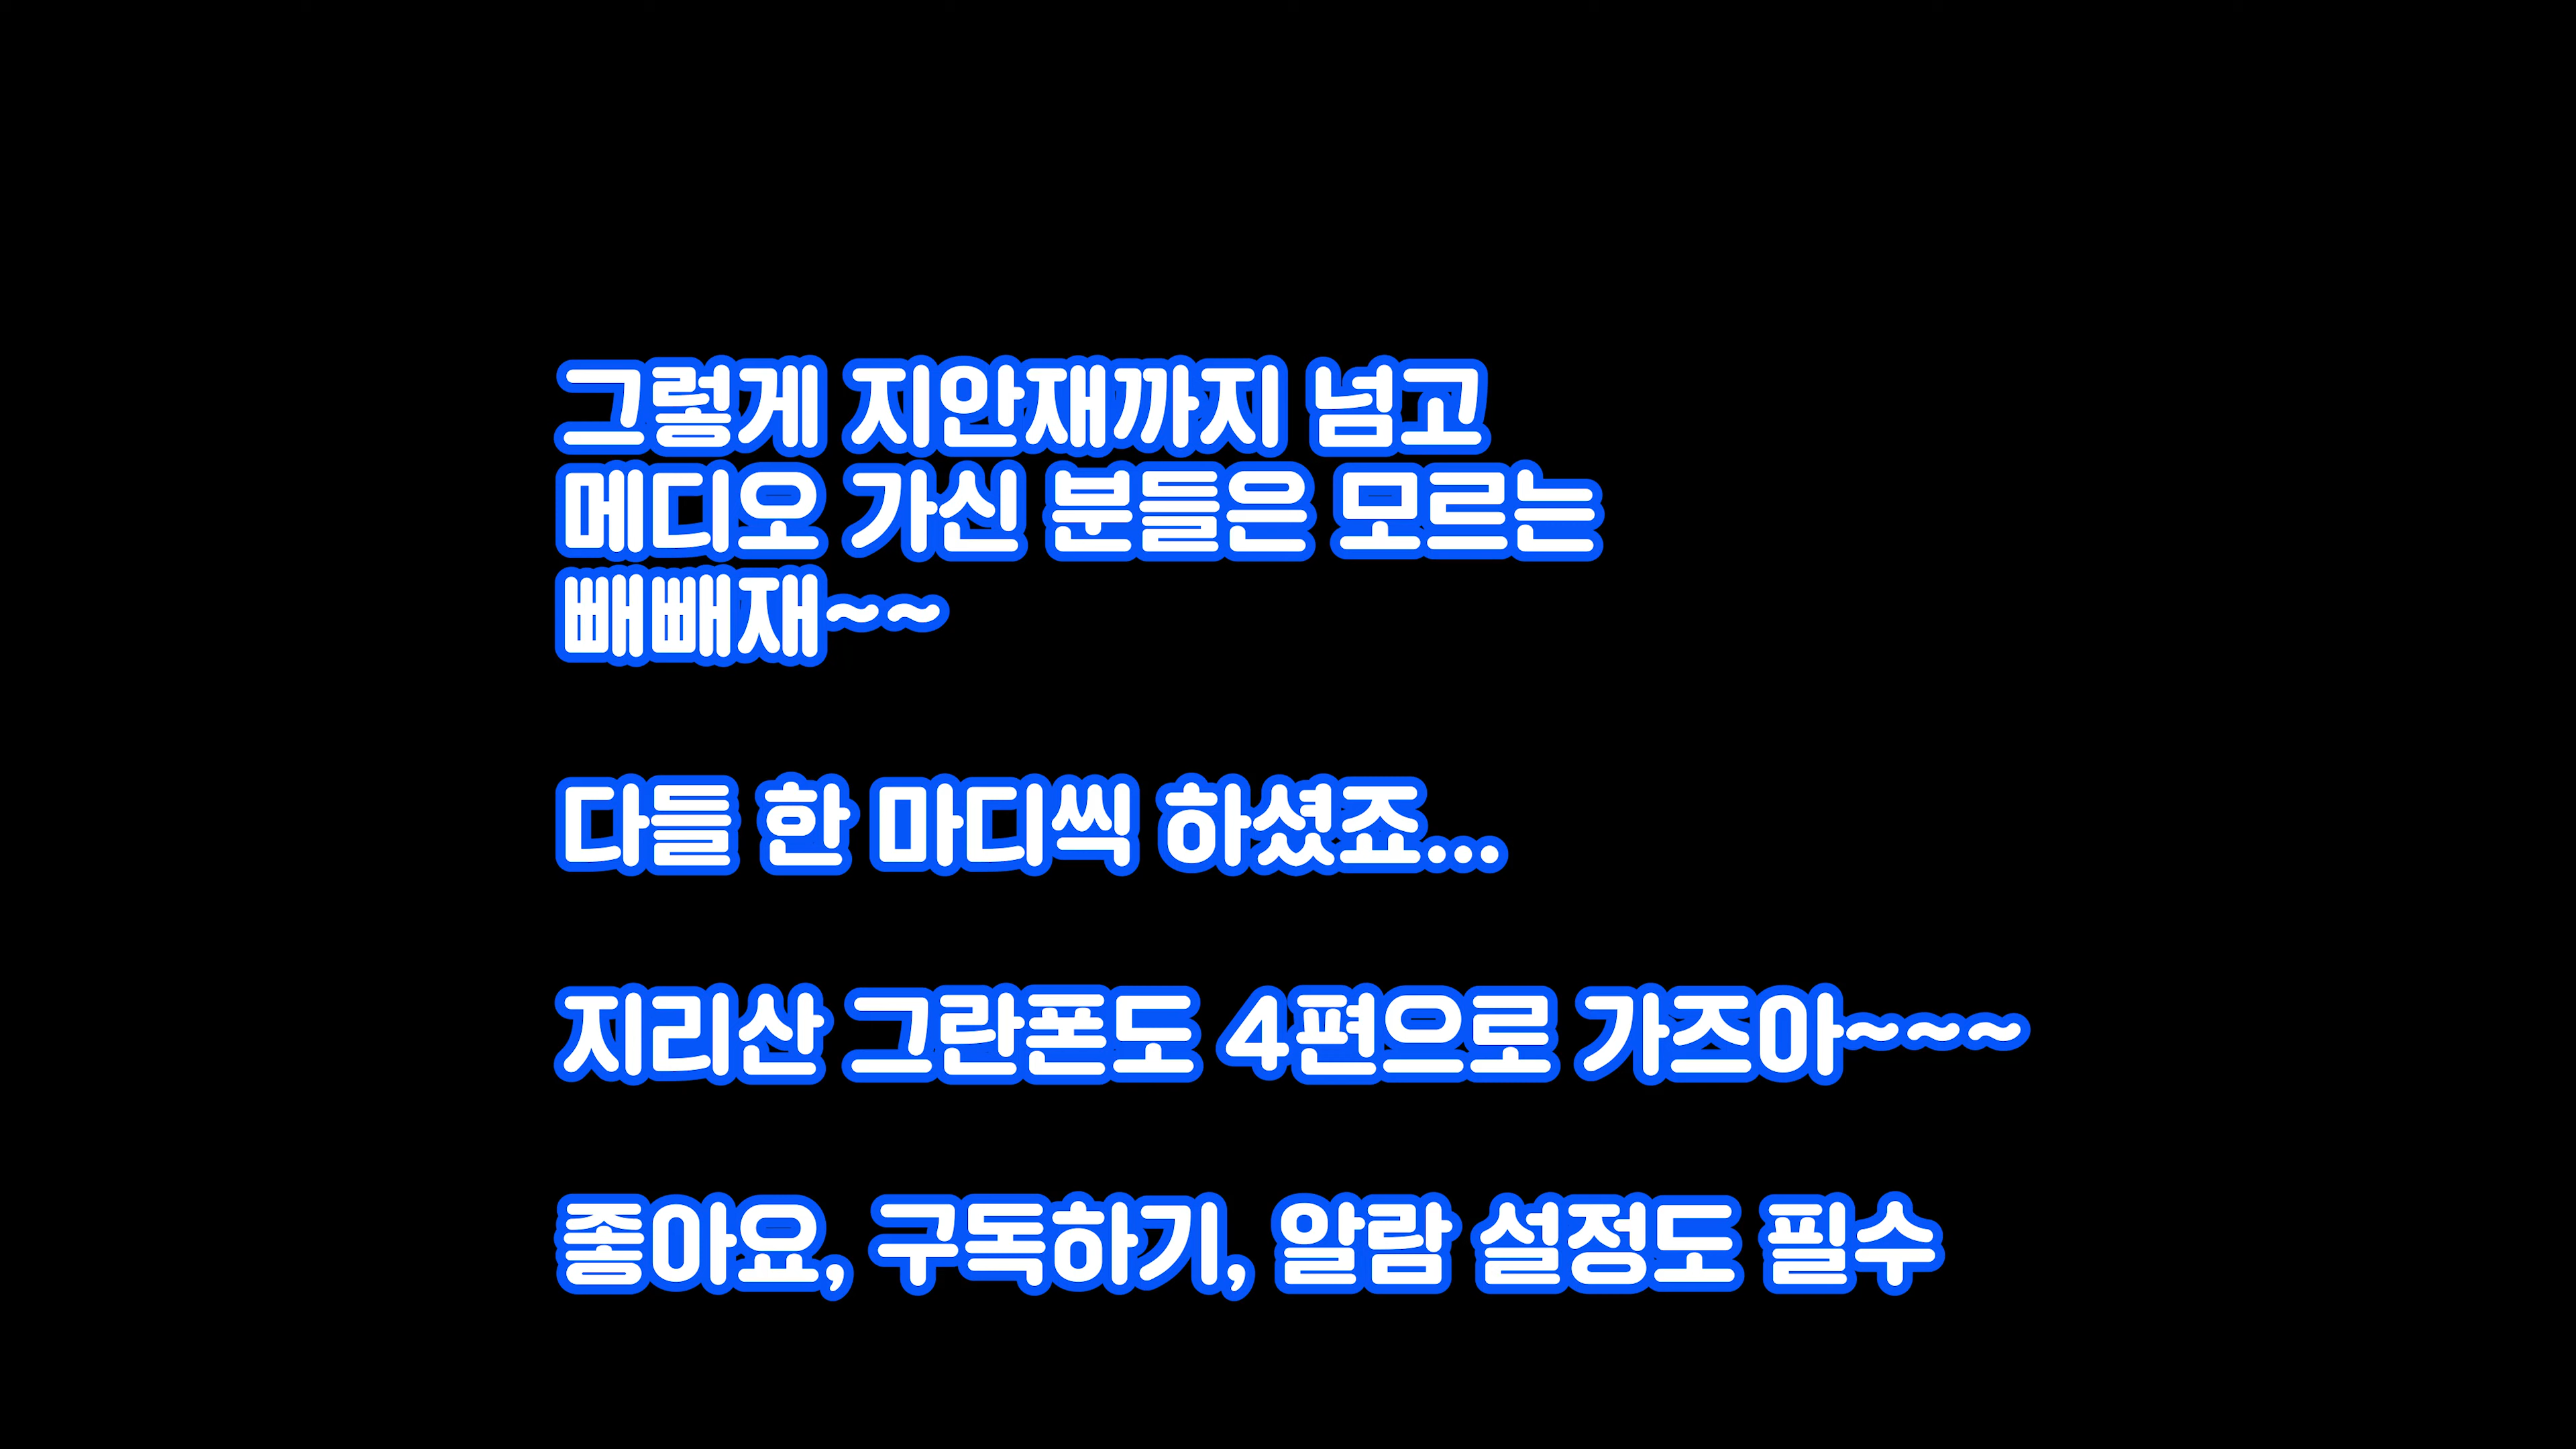 그렇게 지안재까지 넘고
메디오 가신 분들은 모르는
빼빼재~~
다들 한 마디씩 하셨죠...
지리산 그란폰도 4편으로 가즈아~~~
좋아요, 구독하기, 알람 설정도 필수